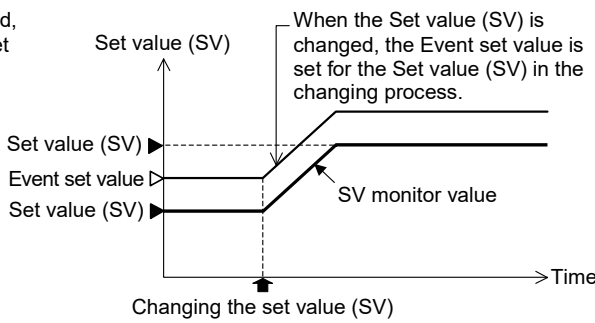 d,
et
Set value (SV)
When the Set value (SV) is
changed, the Event set value is
set for the Set value (SV) in the
changing process.
Set value (SV)
Event set value
Set value (SV)
SV monitor value
Time
Changing the set value (SV)